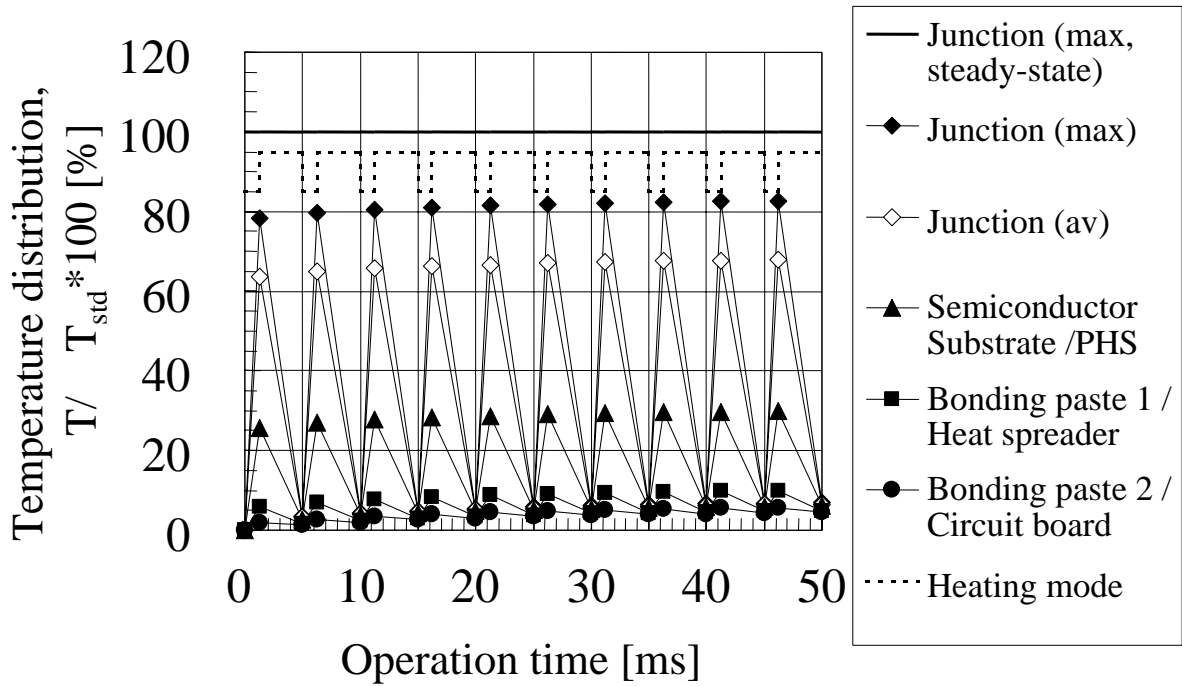 Temperature distribution,
T/ T_std*100 [%]
120
100
80
60
40
20
0
0 10 20 30 40 50
Operation time [ms]
Junction (max,
steady-state)
Junction (max)
Junction (av)
Semiconductor
Substrate /PHS
Bonding paste 1 /
Heat spreader
Bonding paste 2 /
Circuit board
Heating mode